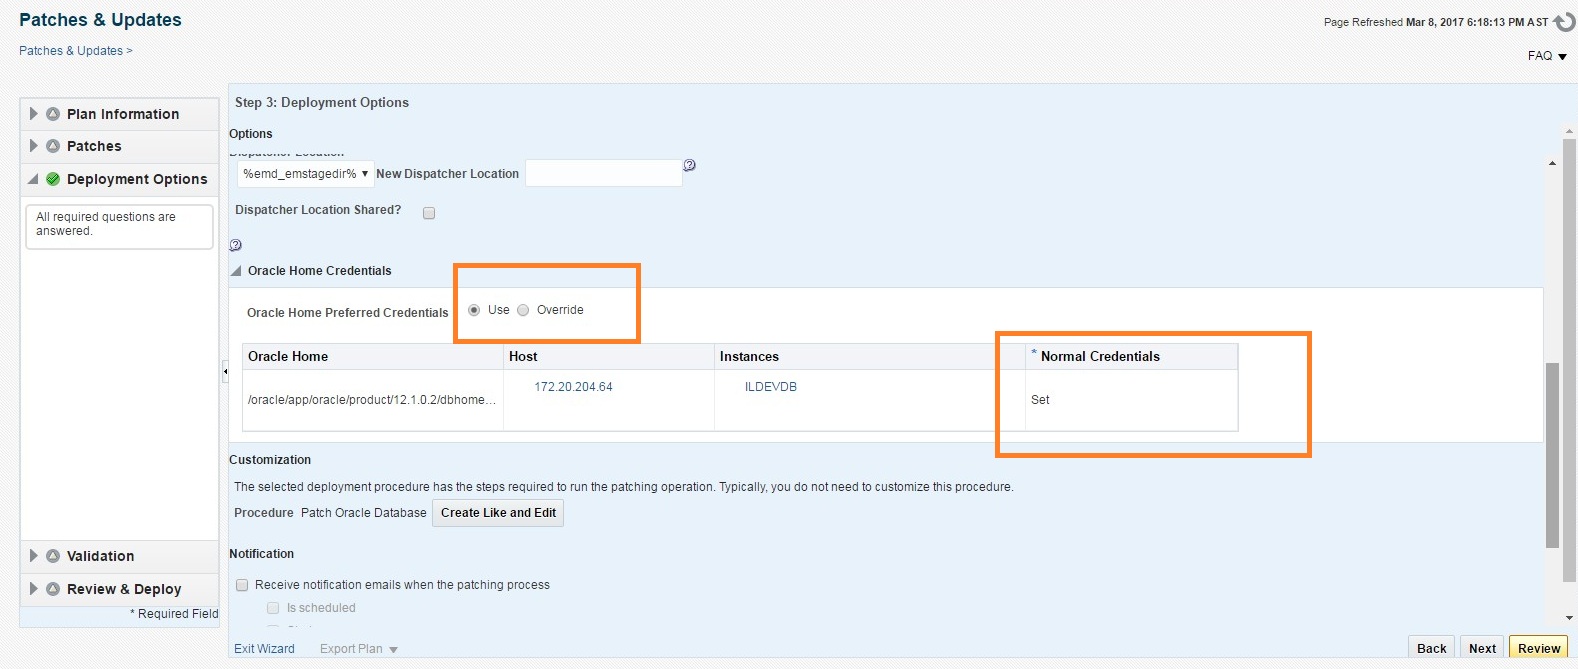 Patches & Updates
Page Refreshed Mar 8, 2017 6:18:13 PM AST
Patches & Updates >
FAQ
Plan Information
Patches
Deployment Options
All required questions are
answered.
Validation
Review & Deploy
* Required Field
Step 3: Deployment Options
Options
Dispatcher Location
%emd_emstagedir% New Dispatcher Location
Dispatcher Location Shared?
Oracle Home Credentials
Oracle Home Preferred Credentials Use Override
Oracle Home Host Instances * Normal Credentials
/oracle/app/oracle/product/12.1.0.2/dbhome... 172.20.204.64 ILDEVDB Set
Customization
The selected deployment procedure has the steps required to run the patching operation. Typically, you do not need to customize this procedure.
Procedure Patch Oracle Database Create Like and Edit
Notification
Receive notification emails when the patching process
Is scheduled
Exit Wizard Export Plan
Back Next Review